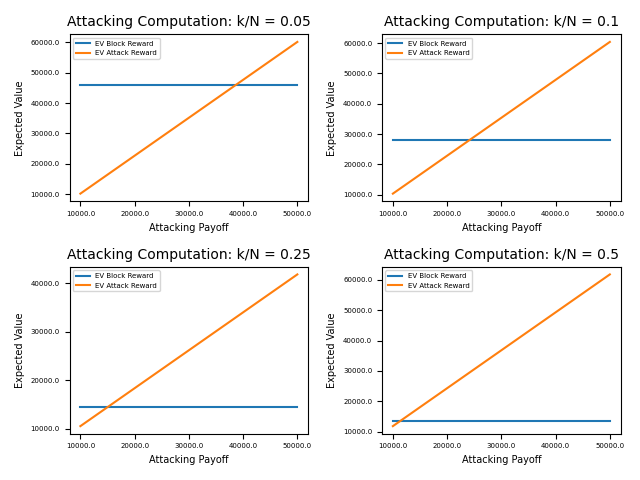 Attacking Computation: k/N = 0.05
EV Block Reward
EV Attack Reward
Expected Value
60000.0
50000.0
40000.0
30000.0
20000.0
10000.0
10000.0 20000.0 30000.0 40000.0 50000.0
Attacking Payoff
Attacking Computation: k/N = 0.1
EV Block Reward
EV Attack Reward
Expected Value
60000.0
50000.0
40000.0
30000.0
20000.0
10000.0
10000.0 20000.0 30000.0 40000.0 50000.0
Attacking Payoff
Attacking Computation: k/N = 0.25
EV Block Reward
EV Attack Reward
Expected Value
40000.0
30000.0
20000.0
10000.0
10000.0 20000.0 30000.0 40000.0 50000.0
Attacking Payoff
Attacking Computation: k/N = 0.5
EV Block Reward
EV Attack Reward
Expected Value
60000.0
50000.0
40000.0
30000.0
20000.0
10000.0
10000.0 20000.0 30000.0 40000.0 50000.0
Attacking Payoff